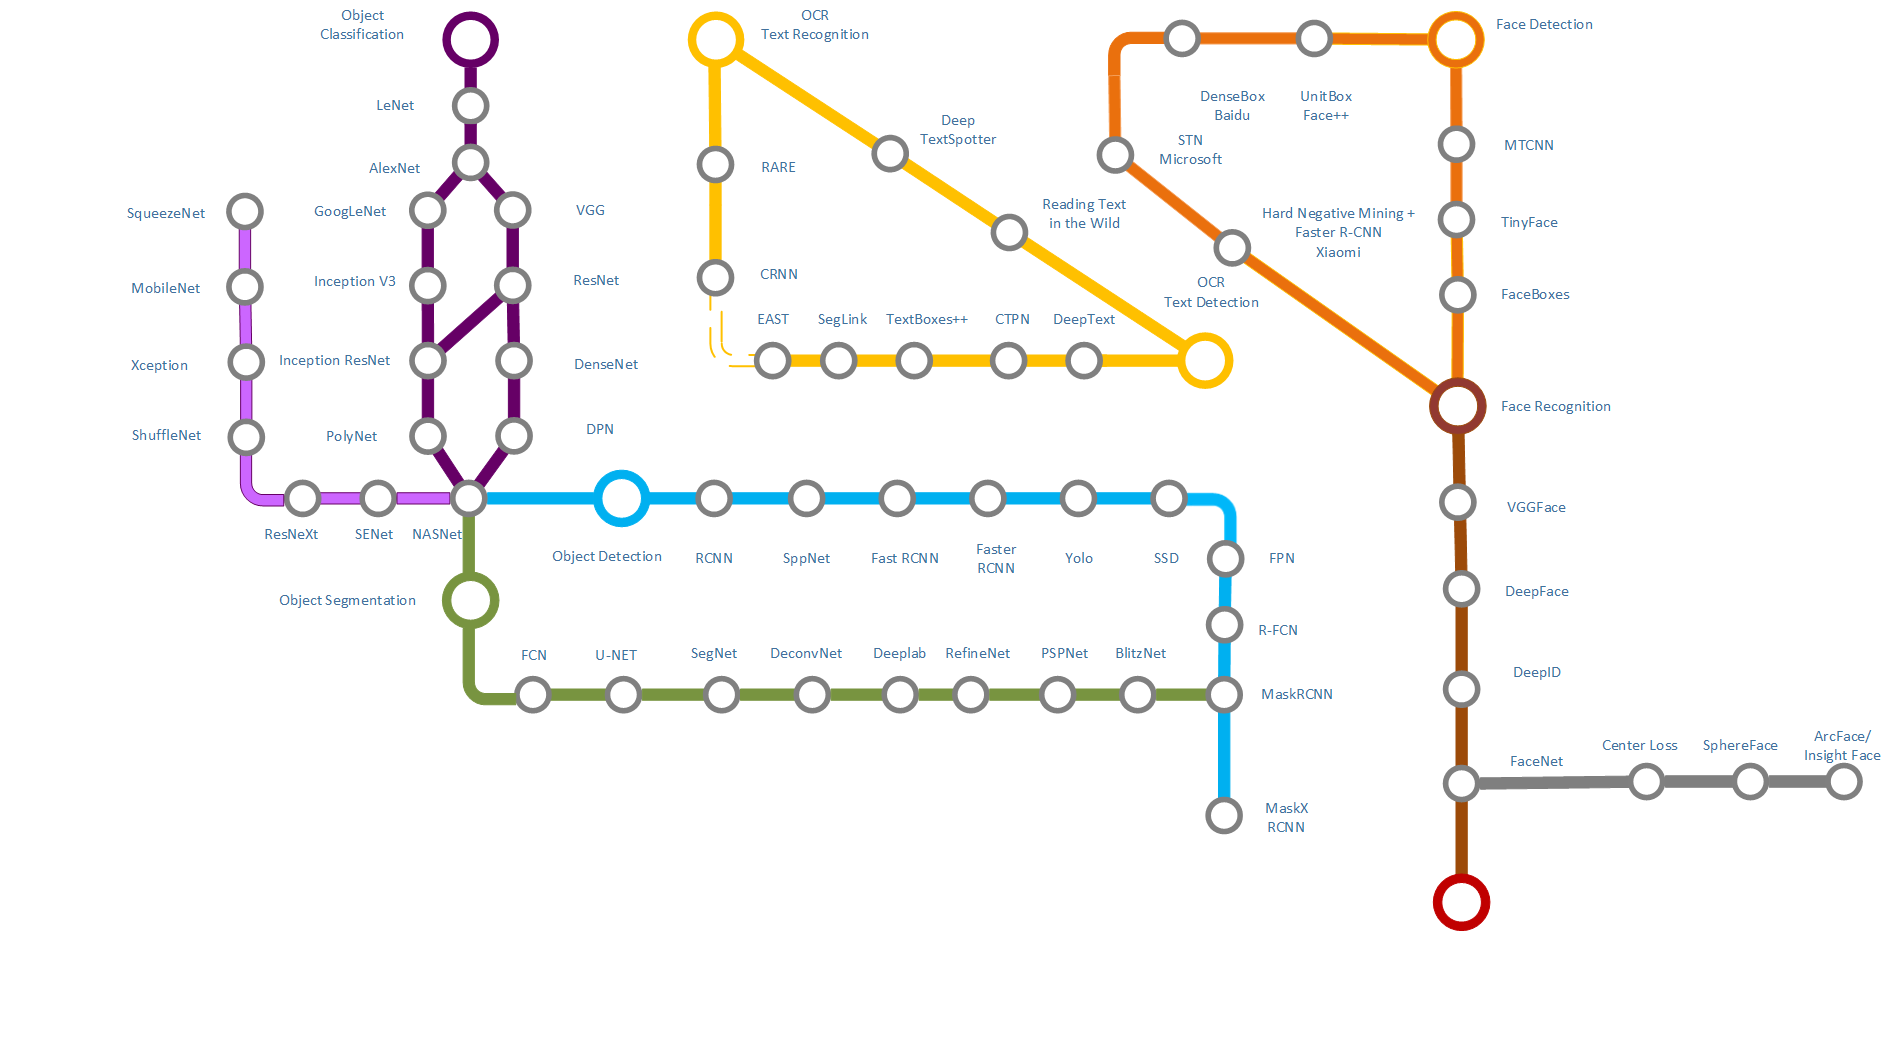 Object
Classification
OCR
Text Recognition
Face Detection
LeNet
DenseBox
Baidu
UnitBox
Face++
Deep
TextSpotter
STN
Microsoft
MTCNN
AlexNet
RARE
SqueezeNet
GoogLeNet
VGG
Reading Text
in the Wild
Hard Negative Mining +
Faster R-CNN
Xiaomi
TinyFace
MobileNet
Inception V3
ResNet
CRNN
OCR
Text Detection
FaceBoxes
EAST
SegLink
TextBoxes++
CTPN
DeepText
Xception
Inception ResNet
DenseNet
Face Recognition
ShuffleNet
PolyNet
DPN
VGGFace
ResNeXt
SENet
NASNet
Object Detection
RCNN
SppNet
Fast RCNN
Faster
RCNN
Yolo
SSD
FPN
DeepFace
Object Segmentation
R-FCN
FCN
U-NET
SegNet
DeconvNet
Deeplab
RefineNet
PSPNet
BlitzNet
MaskRCNN
DeepID
FaceNet
Center Loss
SphereFace
ArcFace/
Insight Face
MaskX
RCNN